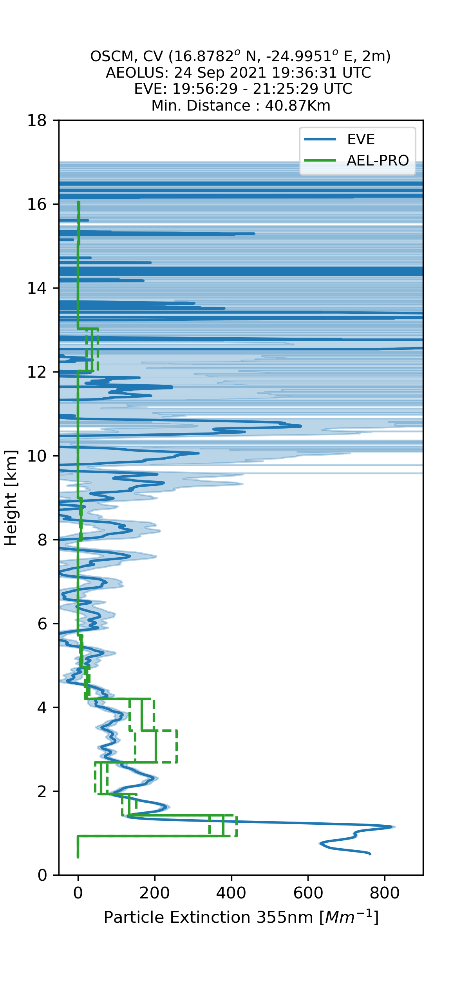 OSCM, CV (16.8782° N, -24.9951° E, 2m)
AEOLUS: 24 Sep 2021 19:36:31 UTC
EVE: 19:56:29 - 21:25:29 UTC
Min. Distance : 40.87Km
EVE
AEL-PRO
18
16
14
12
10
8
6
4
2
0
Height [km]
0 200 400 600 800
Particle Extinction 355nm [Mm⁻¹]